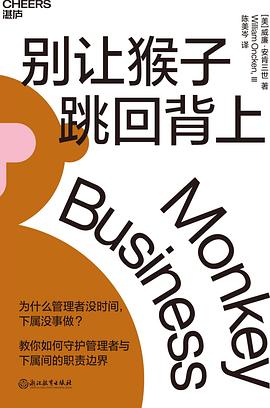 CHEERS
湛庐
[美]威廉·安肯三世 著
William Oncken, III
陈美岑 译
别让猴子
跳回背上
Monkey
Business
为什么管理者没时间，
下属没事做？
教你如何守护管理者与
下属间的职责边界
浙江教育出版社